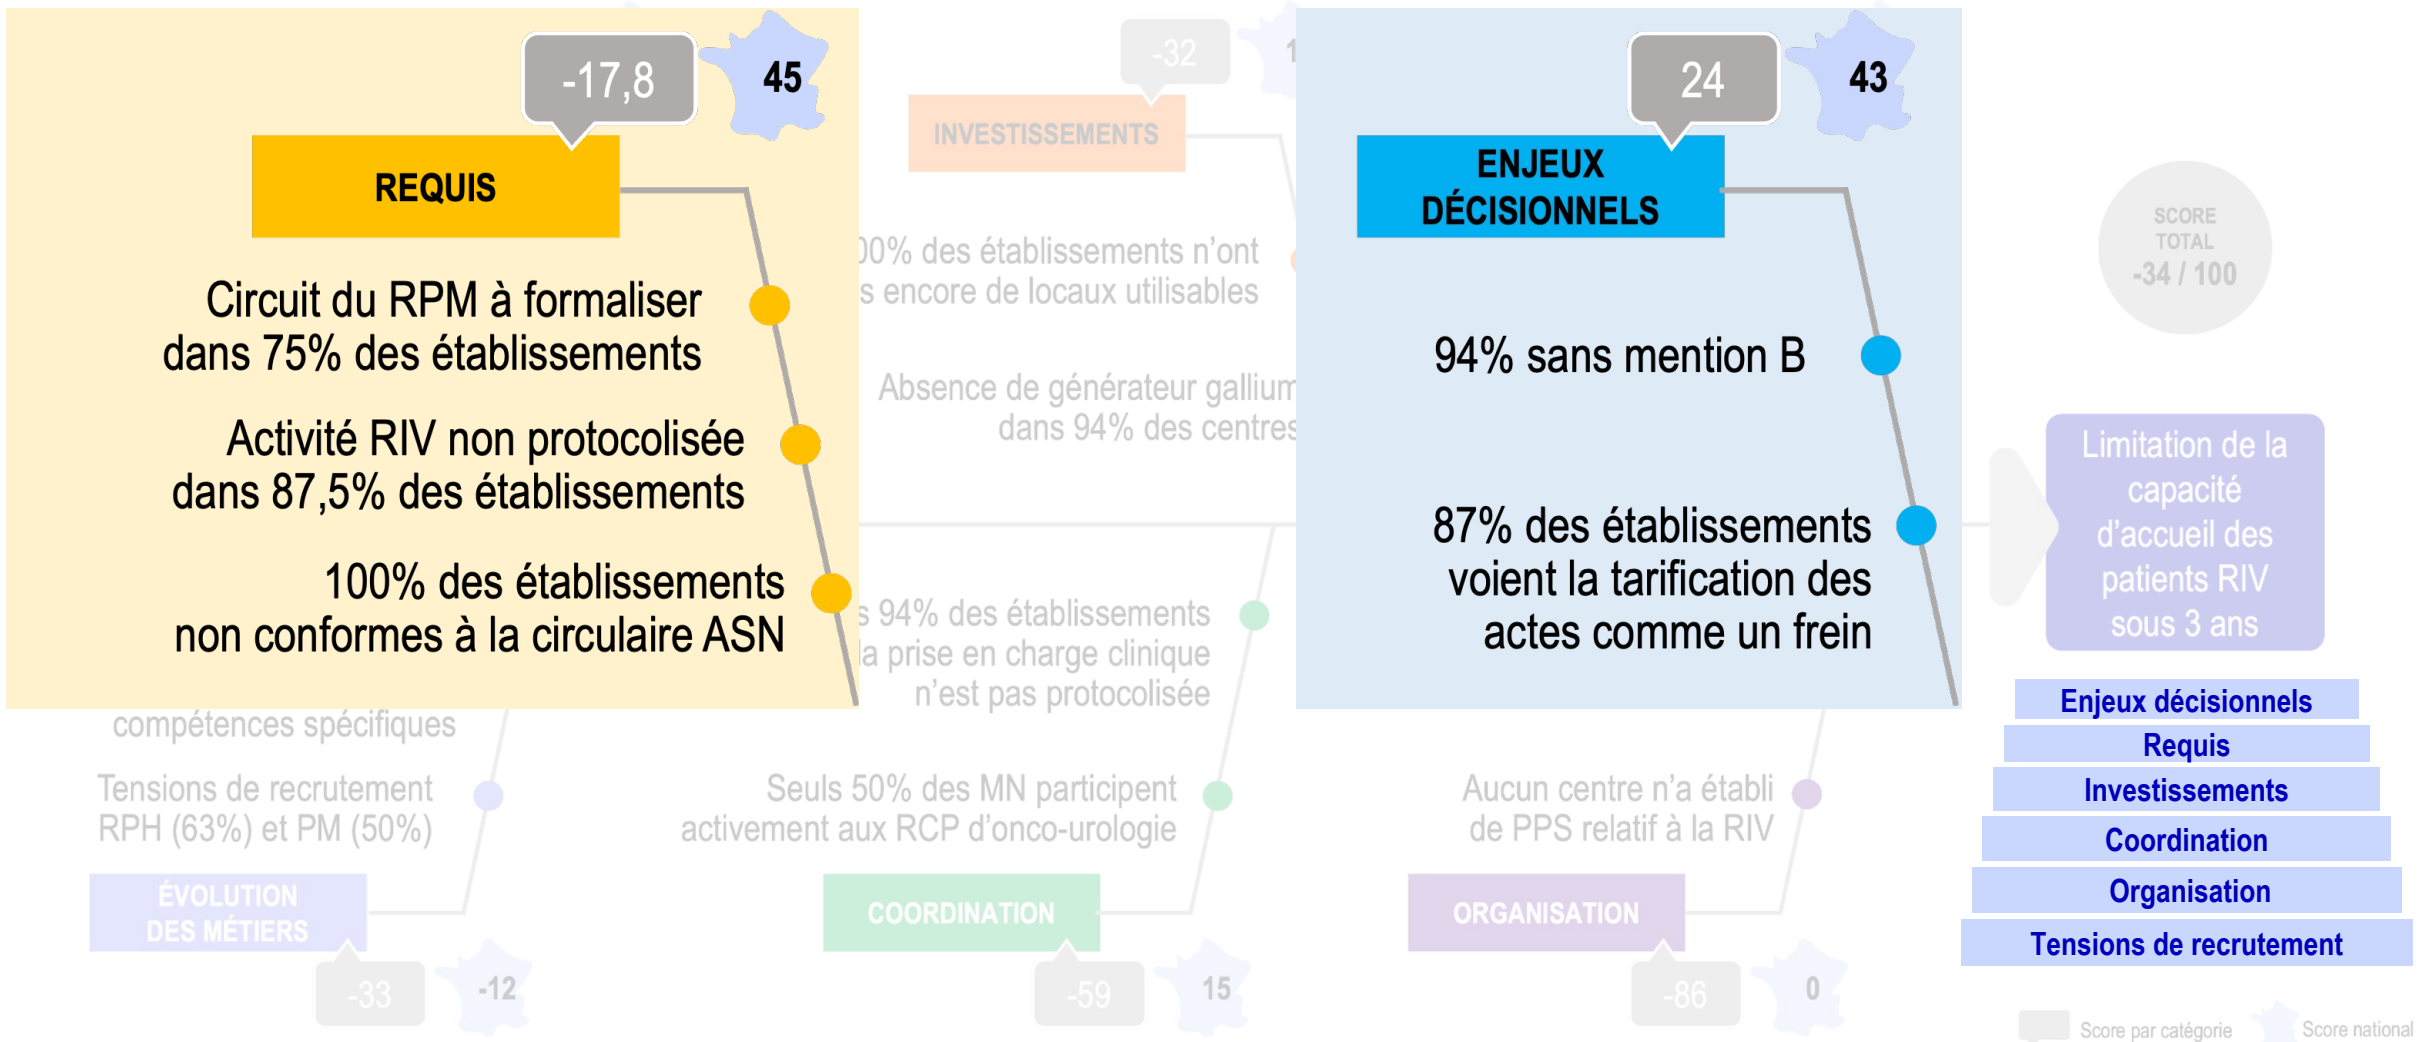 -17,8
45
REQUIS
Circuit du RPM à formaliser
dans 75% des établissements
Activité RIV non protocolisée
dans 87,5% des établissements
100% des établissements
non conformes à la circulaire ASN
-32
INVESTISSEMENTS
des établissements n’ont
encore de locaux utilisables
Absence de générateur gallium
dans 94% des centres
24
43
ENJEUX
DÉCISIONNELS
94% sans mention B
87% des établissements
voient la tarification des
actes comme un frein
SCORE
TOTAL
-34 / 100
Limitation de la
capacité
d’accueil des
patients RIV
sous 3 ans
compétences spécifiques
Tensions de recrutement
RPH (63%) et PM (50%)
ÉVOLUTION
DES MÉTIERS
-33
-12
94% des établissements
la prise en charge clinique
n’est pas protocolisée
Seuls 50% des MN participent
activement aux RCP d’onco-urologie
COORDINATION
-59
15
Aucun centre n’a établi
de PPS relatif à la RIV
ORGANISATION
-86
0
Enjeux décisionnels
Requis
Investissements
Coordination
Organisation
Tensions de recrutement
Score par catégorie
Score national